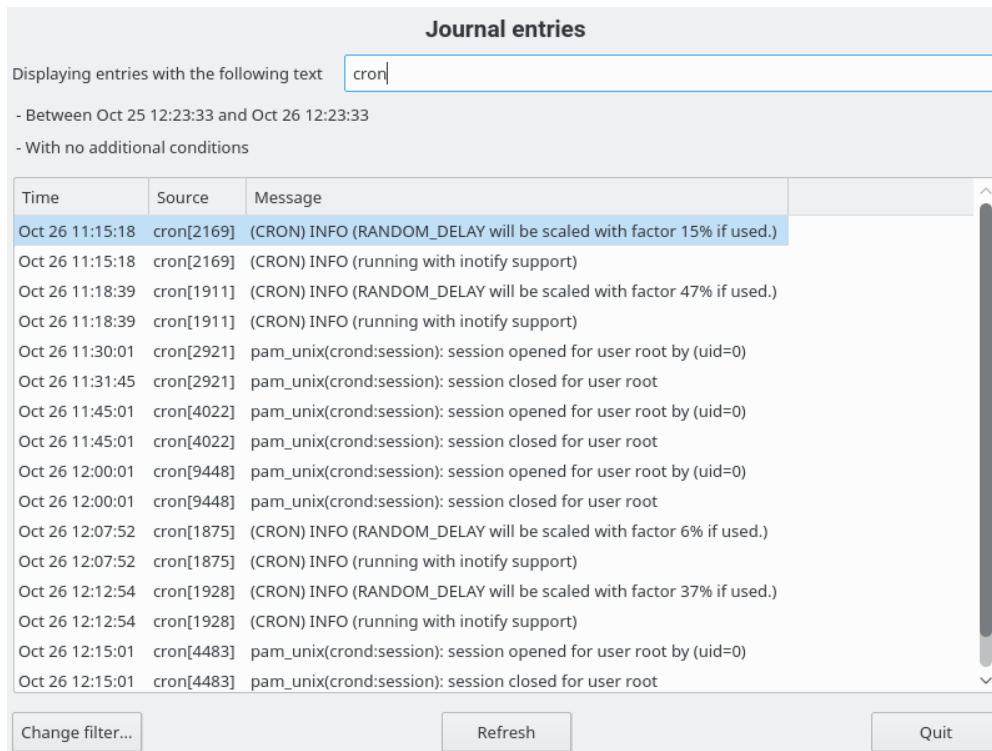 Journal entries
Displaying entries with the following text cron
- Between Oct 25 12:23:33 and Oct 26 12:23:33
- With no additional conditions
Time Source Message
Oct 26 11:15:18 cron[2169] (CRON) INFO (RANDOM_DELAY will be scaled with factor 15% if used.)
Oct 26 11:15:18 cron[2169] (CRON) INFO (running with inotify support)
Oct 26 11:18:39 cron[1911] (CRON) INFO (RANDOM_DELAY will be scaled with factor 47% if used.)
Oct 26 11:18:39 cron[1911] (CRON) INFO (running with inotify support)
Oct 26 11:30:01 cron[2921] pam_unix(crond:session): session opened for user root by (uid=0)
Oct 26 11:31:45 cron[2921] pam_unix(crond:session): session closed for user root
Oct 26 11:45:01 cron[4022] pam_unix(crond:session): session opened for user root by (uid=0)
Oct 26 11:45:01 cron[4022] pam_unix(crond:session): session closed for user root
Oct 26 12:00:01 cron[9448] pam_unix(crond:session): session opened for user root by (uid=0)
Oct 26 12:00:01 cron[9448] pam_unix(crond:session): session closed for user root
Oct 26 12:07:52 cron[1875] (CRON) INFO (RANDOM_DELAY will be scaled with factor 6% if used.)
Oct 26 12:07:52 cron[1875] (CRON) INFO (running with inotify support)
Oct 26 12:12:54 cron[1928] (CRON) INFO (RANDOM_DELAY will be scaled with factor 37% if used.)
Oct 26 12:12:54 cron[1928] (CRON) INFO (running with inotify support)
Oct 26 12:15:01 cron[4483] pam_unix(crond:session): session opened for user root by (uid=0)
Oct 26 12:15:01 cron[4483] pam_unix(crond:session): session closed for user root
Change filter... Refresh Quit